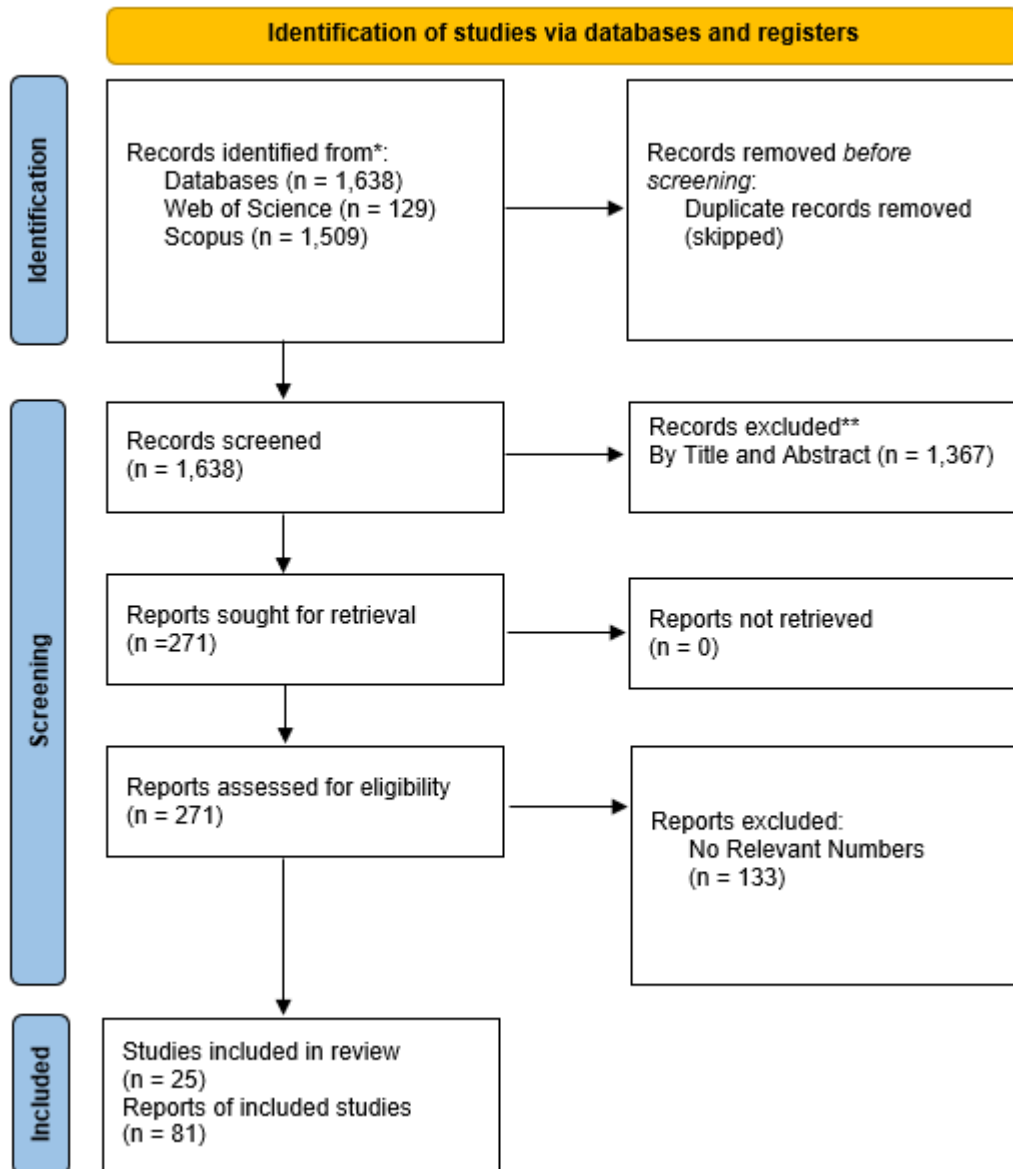 Identification of studies via databases and registers
Identification
Records identified from*:
Databases (n = 1,638)
Web of Science (n = 129)
Scopus (n = 1,509)
Records removed before
screening:
Duplicate records removed
(skipped)
Screening
Records screened
(n = 1,638)
Records excluded**
By Title and Abstract (n = 1,367)
Reports sought for retrieval
(n =271)
Reports not retrieved
(n = 0)
Reports assessed for eligibility
(n = 271)
Reports excluded:
No Relevant Numbers
(n = 133)
Included
Studies included in review
(n = 25)
Reports of included studies
(n = 81)